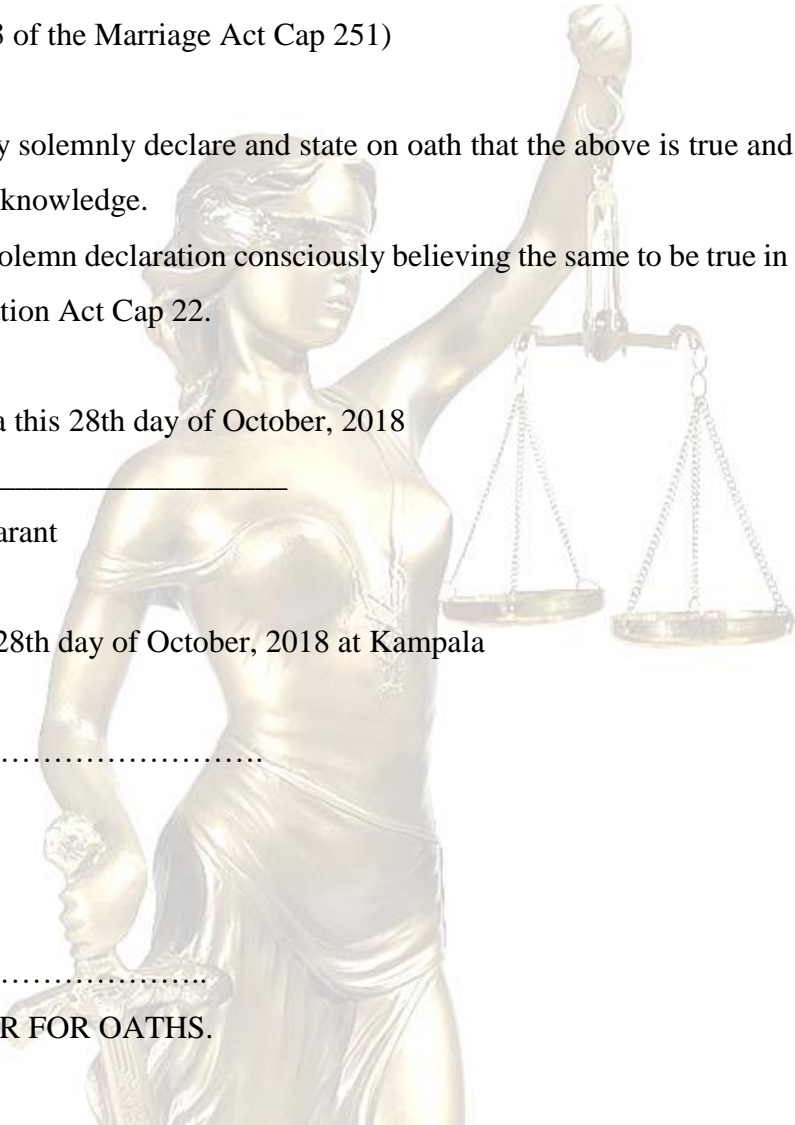 of the Marriage Act Cap 251)
y solemnly declare and state on oath that the above is true and
knowledge.
olemn declaration consciously believing the same to be true in
tion Act Cap 22.
a this 28th day of October, 2018
___________________
arant
28th day of October, 2018 at Kampala
…………………….
…………………..
R FOR OATHS.